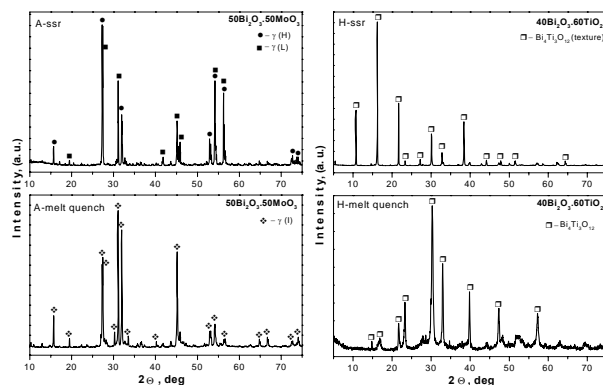 A-ssr
50Bi₂O₃.50MoO₃
● – γ (H)
■ – γ (L)
Intensity, (a. u.)
10 20 30 40 50 60 70
A-melt quench
50Bi₂O₃.50MoO₃
– γ (I)
Intensity, (a. u.)
10 20 30 40 50 60 70
2Θ, deg
H-ssr
40Bi₂O₃.60TiO₂
– Bi₄Ti₃O₁₂ (texture)
Intensity, (a. u.)
10 20 30 40 50 60 70
H-melt quench
40Bi₂O₃.60TiO₂
– Bi₄Ti₃O₁₂
Intensity, (a. u.)
10 20 30 40 50 60 70
2Θ, deg